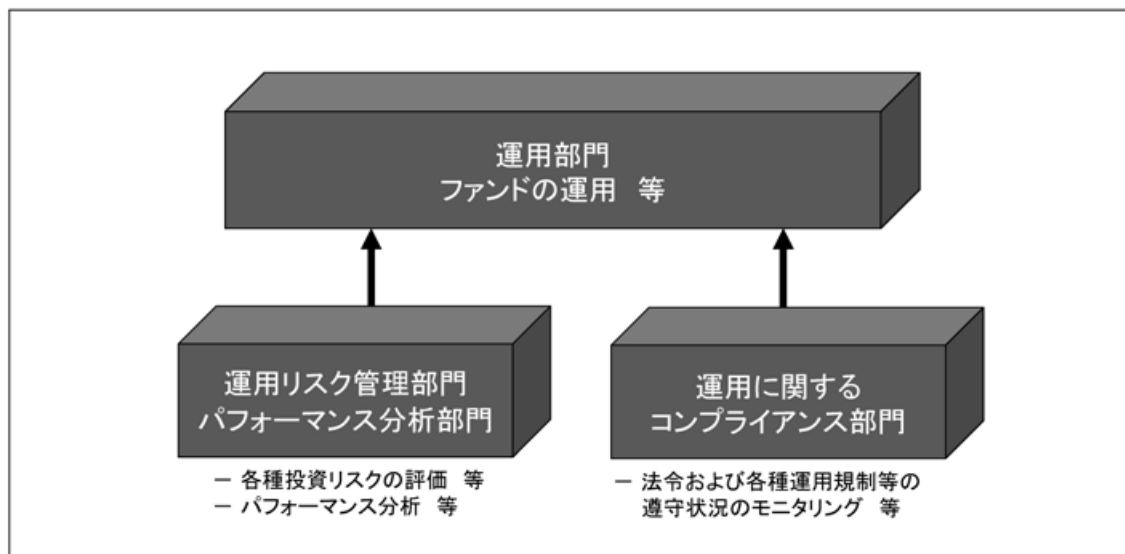 運用部門
ファンドの運用　等
運用リスク管理部門
パフォーマンス分析部門
－ 各種投資リスクの評価　等
－ パフォーマンス分析　等
運用に関する
コンプライアンス部門
－ 法令および各種運用規制等の
遵守状況のモニタリング　等